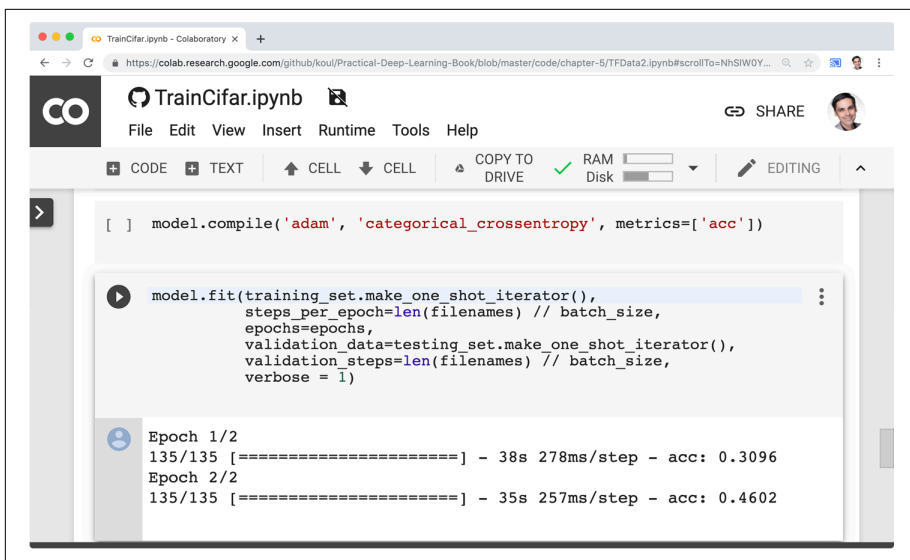 TrainCifar.ipynb - Colaboratory
https://colab.research.google.com/github/koul/Practical-Deep-Learning-Book/blob/master/code/chapter-5/TFData2.ipynb#scrollTo=NhSIW0Y...
CO
TrainCifar.ipynb
SHARE
File Edit View Insert Runtime Tools Help
CODE TEXT CELL CELL COPY TO DRIVE RAM Disk EDITING
[ ] model.compile('adam', 'categorical_crossentropy', metrics=['acc'])
model.fit(training_set.make_one_shot_iterator(),
steps_per_epoch=len(filenames) // batch_size,
epochs=epochs,
validation_data=testing_set.make_one_shot_iterator(),
validation_steps=len(filenames) // batch_size,
verbose = 1)
Epoch 1/2
135/135 [======================] - 38s 278ms/step - acc: 0.3096
Epoch 2/2
135/135 [======================] - 35s 257ms/step - acc: 0.4602